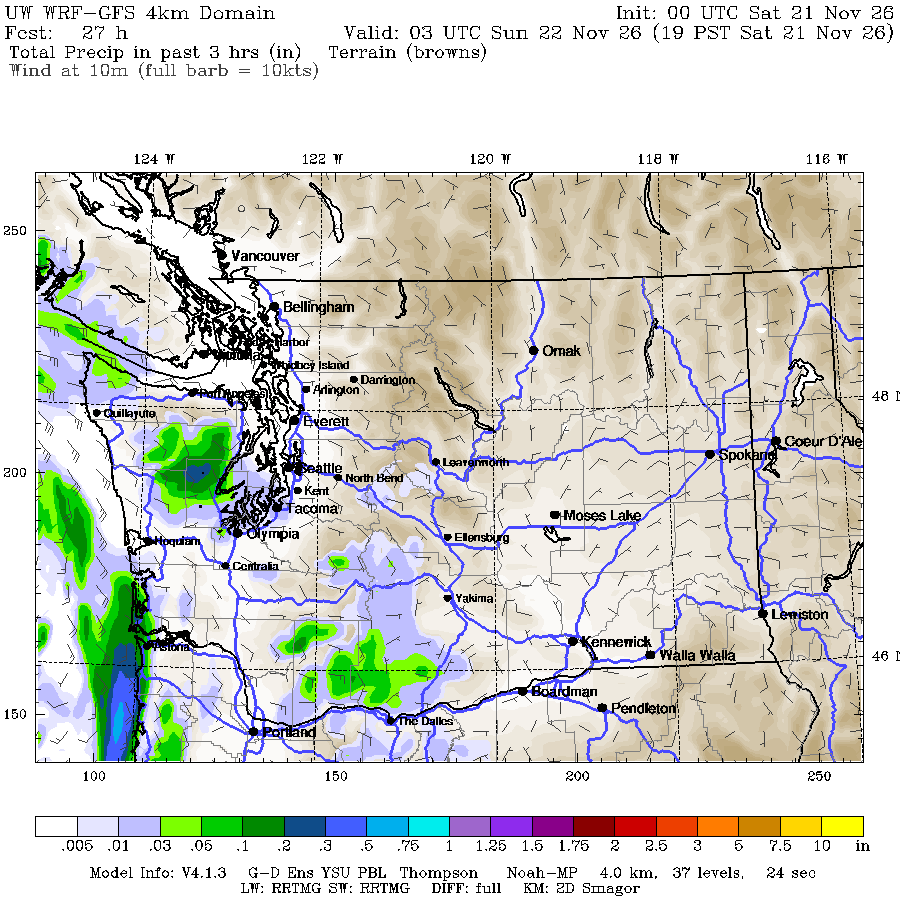 UW WRF-GFS 4km Domain Init: 00 UTC Sat 21 Nov 26
Fcst: 27 h Valid: 03 UTC Sun 22 Nov 26 (19 PST Sat 21 Nov 26)
Total Precip in past 3 hrs (in) Terrain (browns)
Wind at 10m (full barb = 10kts)
124 W 122 W 120 W 118 W 116 W
250
Vancouver
Bellingham
Harbor
Omak
Whidbey Island
Darrington
Arlington
Port Angeles
48 N
Quillayute
Everett
Coeur D'Ale
Spokane
Leavenworth
200
Seattle
North Bend
Kent
Tacoma
Moses Lake
Olympia
Ellensburg
Hoquiam
Centralia
Yakima
Lewiston
Kennewick
Astoria
Walla Walla
46 N
Boardman
Pendleton
150
The Dalles
Portland
100 150 200 250
.005 .01 .03 .05 .1 .2 .3 .5 .75 1 1.25 1.5 1.75 2 2.5 3 5 7.5 10 in
Model Info: V4.1.3 G-D Ens YSU PBL Thompson Noah-MP 4.0 km, 37 levels, 24 sec
LW: RRTMG SW: RRTMG DIFF: full KM: 2D Smagor